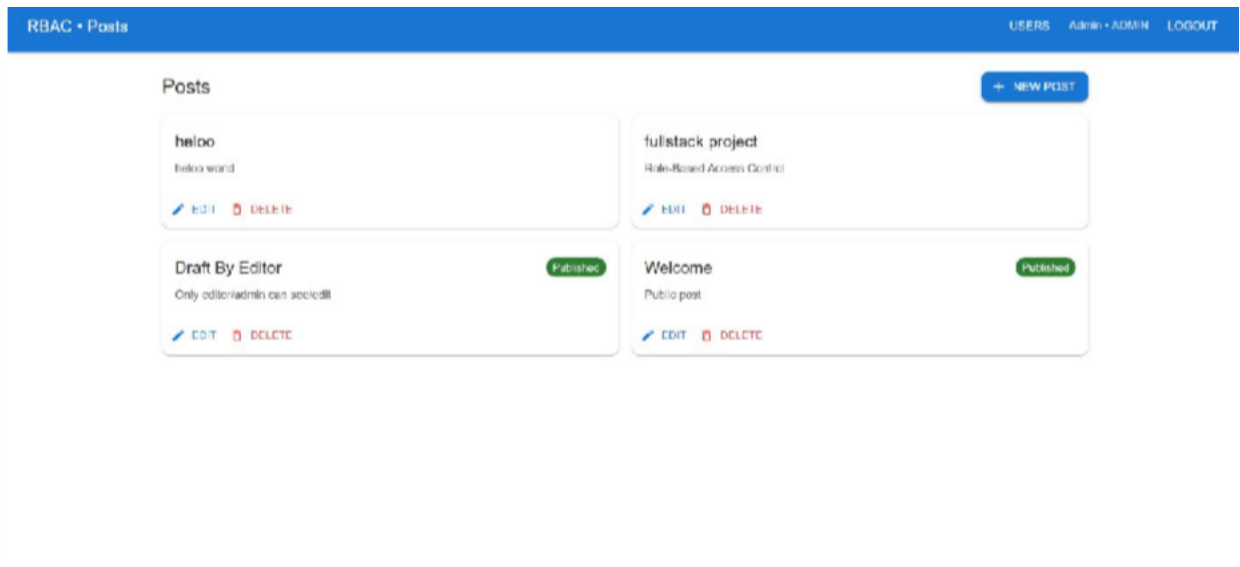 RBAC • Posts
USERS Admin • ADMIN LOGOUT
Posts
+ NEW POST
heloo
heloo world
EDIT DELETE
fullstack project
Role-Based Access Control
EDIT DELETE
Draft By Editor
Published
Only editor/admin can see/edit
EDIT DELETE
Welcome
Published
Public post
EDIT DELETE